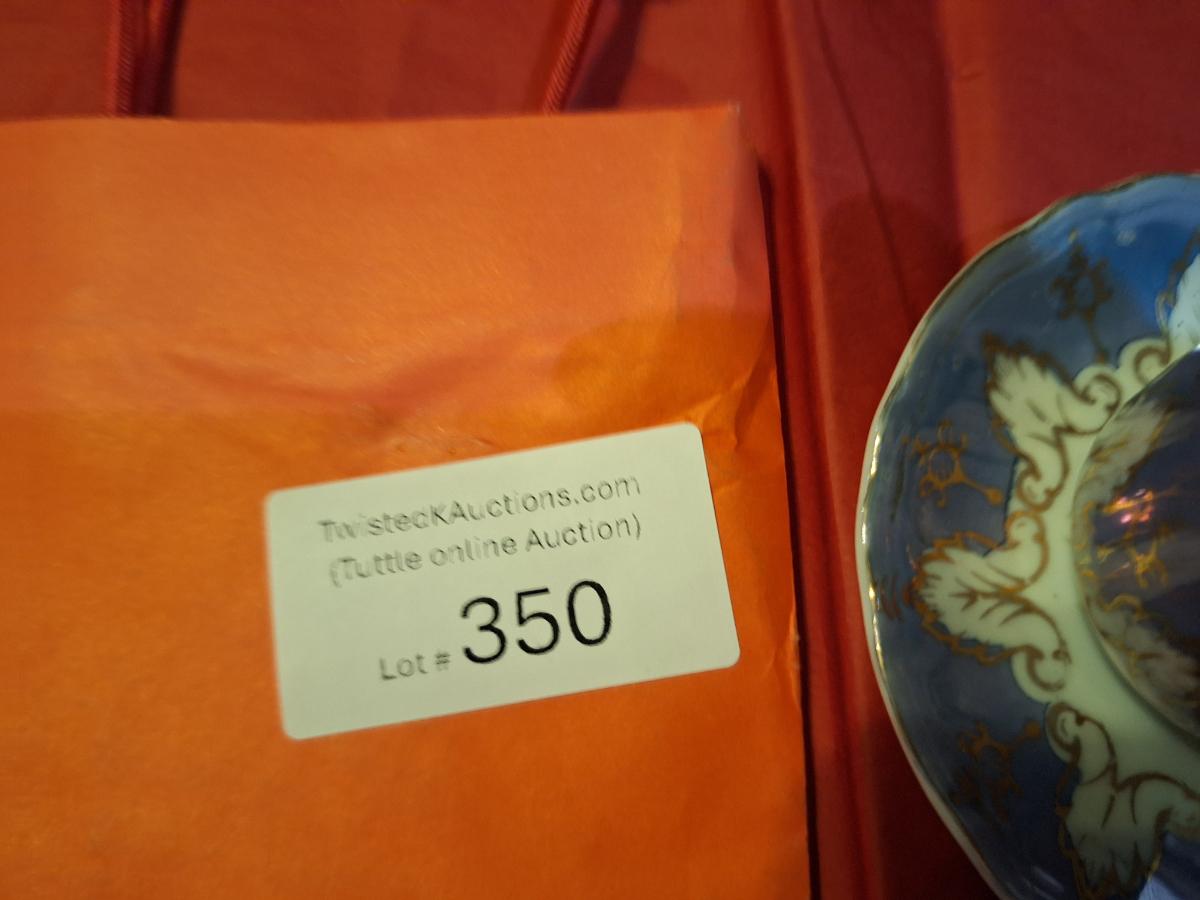 TwistedKAuctions.com
(Tuttle online Auction)
Lot # 350